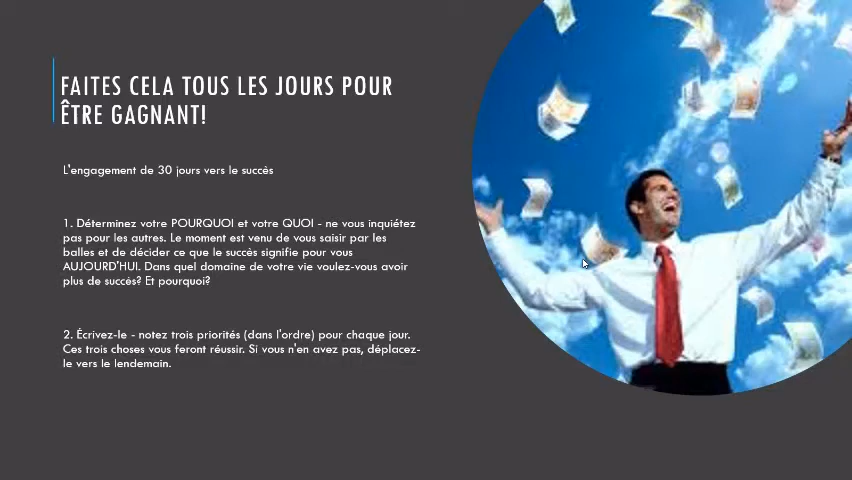 FAITES CELA TOUS LES JOURS POUR
ÊTRE GAGNANT!
L'engagement de 30 jours vers le succès
1. Déterminez votre POURQUOI et votre QUOI - ne vous inquiétez
pas pour les autres. Le moment est venu de vous saisir par les
balles et de décider ce que le succès signifie pour vous
AUJOURD'HUI. Dans quel domaine de votre vie voulez-vous avoir
plus de succès? Et pourquoi?
2. Écrivez-le - notez trois priorités (dans l'ordre) pour chaque jour.
Ces trois choses vous feront réussir. Si vous n'en avez pas, déplacez-
le vers le lendemain.